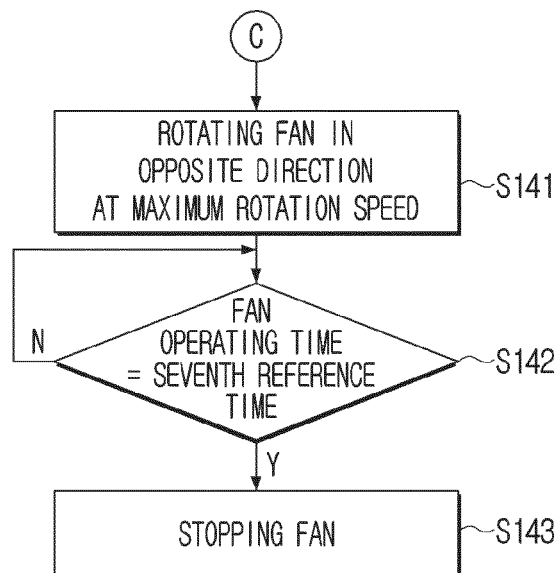 C
ROTATING FAN IN
OPPOSITE DIRECTION
AT MAXIMUM ROTATION SPEED
S141
FAN
OPERATING TIME
= SEVENTH REFERENCE
TIME
N
S142
Y
STOPPING FAN
S143